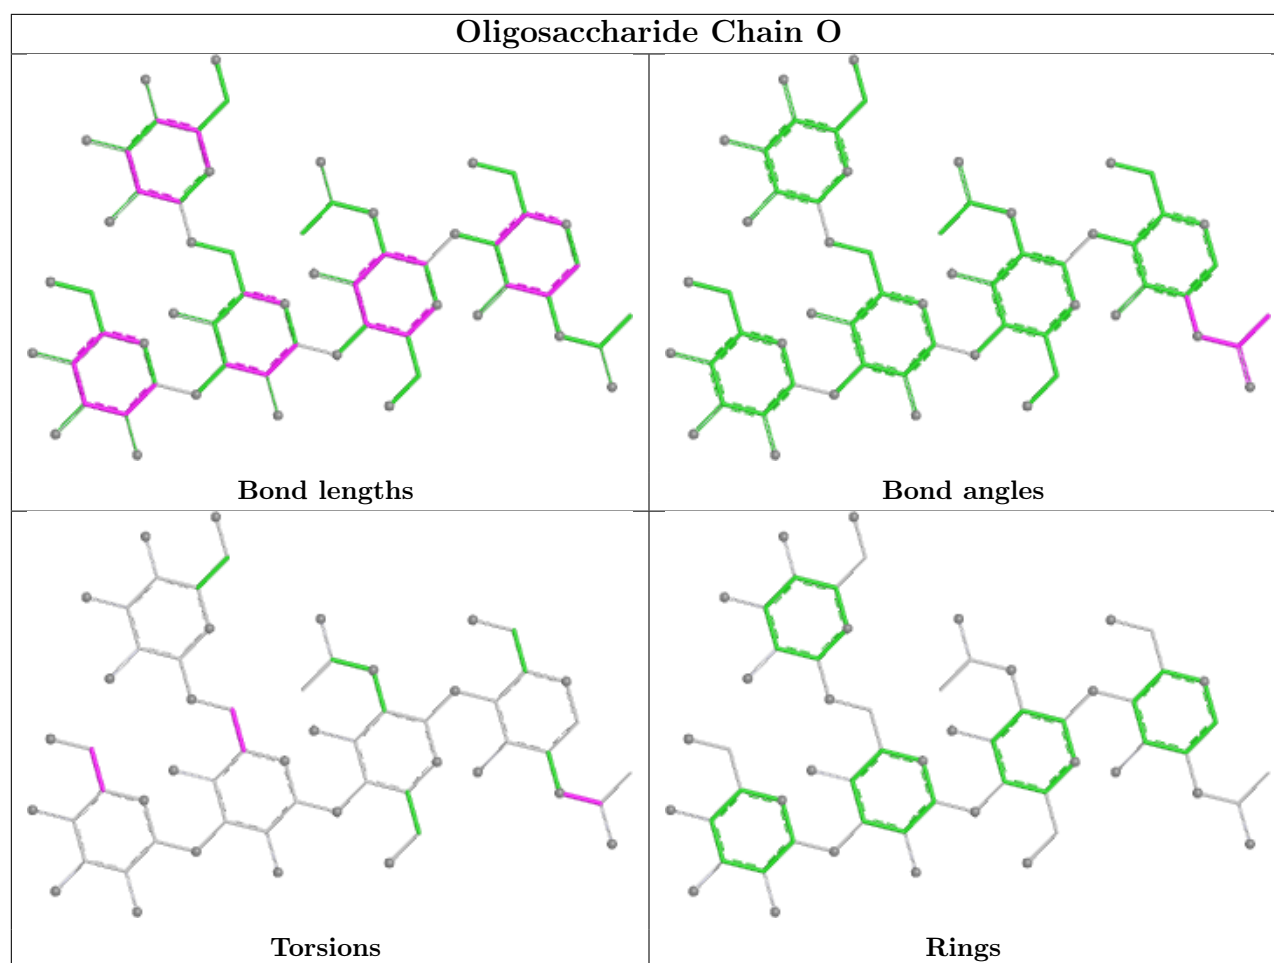 Oligosaccharide Chain O
Bond lengths
Bond angles
Torsions
Rings